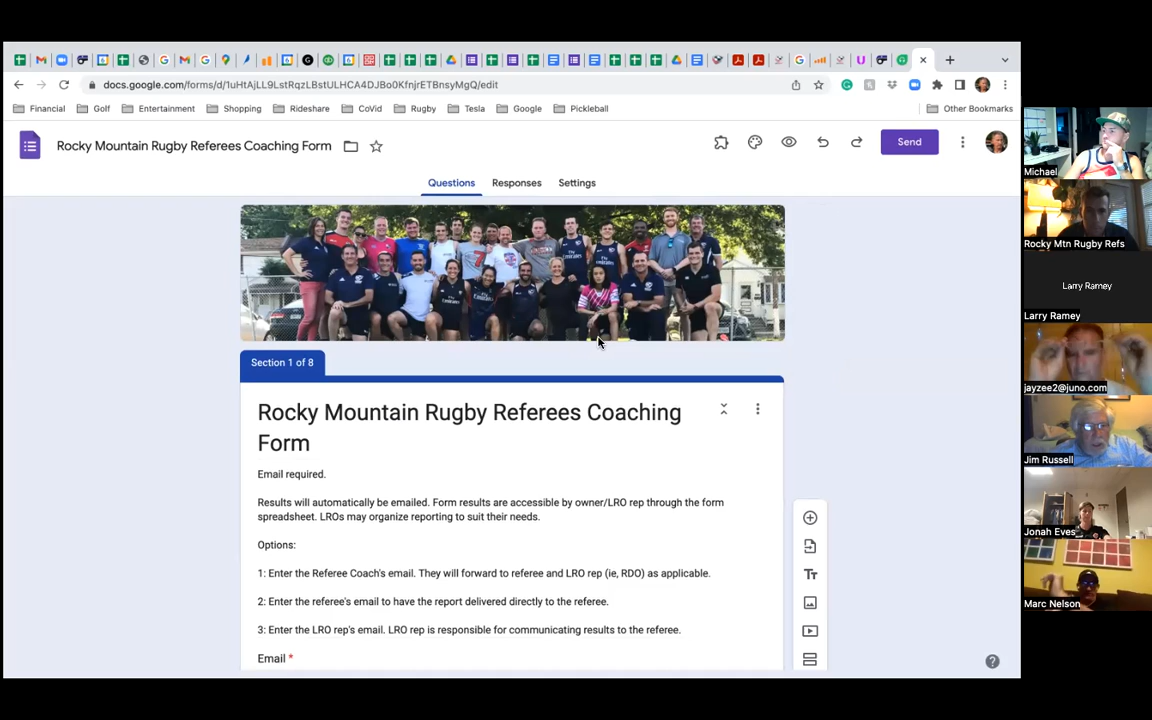 docs.google.com/forms/d/1uHtAjLL9LstRqzLBstULHCA4DJBo0KfnjrETBnsyMgQ/edit
Financial
Golf
Entertainment
Shopping
Rideshare
CoVid
Rugby
Tesla
Google
Pickleball
Other Bookmarks
Rocky Mountain Rugby Referees Coaching Form
Send
Questions
Responses
Settings
Section 1 of 8
Rocky Mountain Rugby Referees Coaching
Form
Email required.
Results will automatically be emailed. Form results are accessible by owner/LRO rep through the form
spreadsheet. LROs may organize reporting to suit their needs.
Options:
1: Enter the Referee Coach's email. They will forward to referee and LRO rep (ie, RDO) as applicable.
2: Enter the referee's email to have the report delivered directly to the referee.
3: Enter the LRO rep's email. LRO rep is responsible for communicating results to the referee.
Email *
Michael
Rocky Mtn Rugby Refs
Larry Ramey
Larry Ramey
jayzee2@juno.com
Jim Russell
Jonah Eves
Marc Nelson